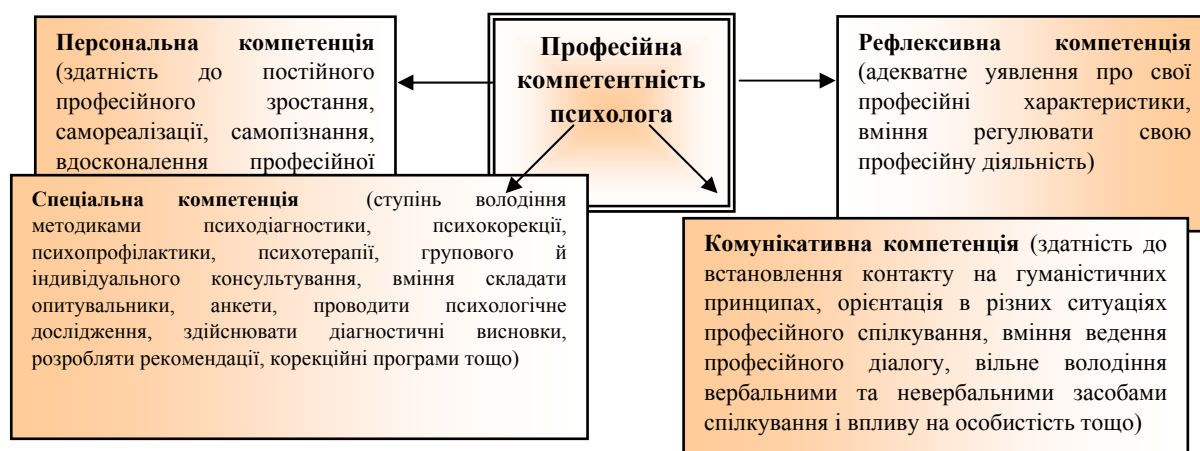 Професійна
компетентність
психолога
Персональна компетенція
(здатність до постійного
професійного зростання,
самореалізації, самопізнання,
вдосконалення професійної
Рефлексивна компетенція
(адекватне уявлення про свої
професійні характеристики,
вміння регулювати свою
професійну діяльність)
Спеціальна компетенція (ступінь володіння
методиками психодіагностики, психокорекції,
психопрофілактики, психотерапії, групового й
індивідуального консультування, вміння складати
опитувальники, анкети, проводити психологічне
дослідження, здійснювати діагностичні висновки,
розробляти рекомендації, корекційні програми тощо)
Комунікативна компетенція (здатність до
встановлення контакту на гуманістичних
принципах, орієнтація в різних ситуаціях
професійного спілкування, вміння ведення
професійного діалогу, вільне володіння
вербальними та невербальними засобами
спілкування і впливу на особистість тощо)